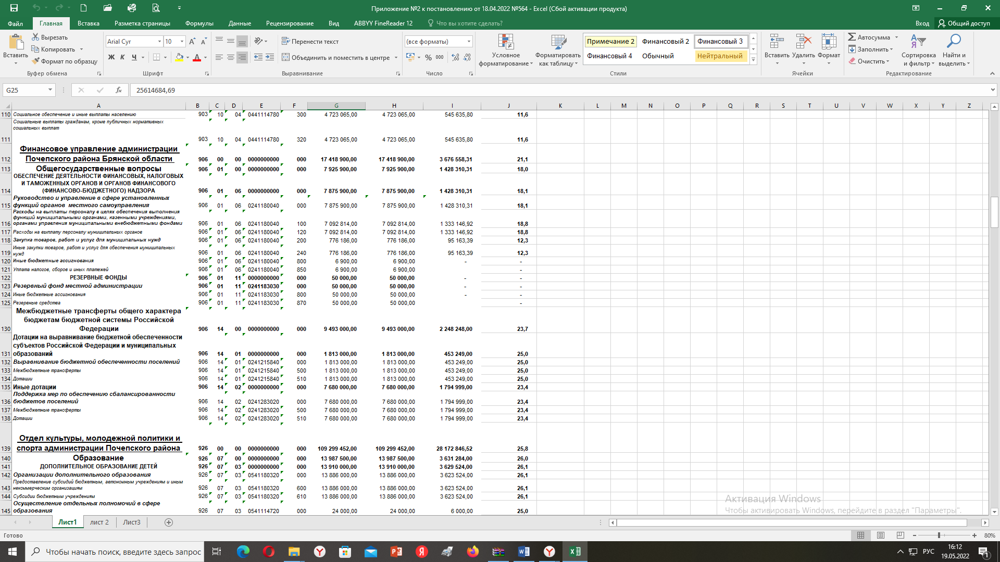 Приложение №2 к постановлению от 18.04.2022 №564 - Excel (Сбой активации продукта)
Файл Главная Вставка Разметка страницы Формулы Данные Рецензирование Вид ABBYY FineReader 12 Что вы хотите сделать? Вход Общий доступ
Вставить
Вырезать
Копировать
Формат по образцу
Буфер обмена
Arial Cyr 10
Ж К Ч
Шрифт
Перенести текст
Объединить и поместить в центре
Выравнивание
(все форматы)
% 000
Число
Условное форматирование
Форматировать как таблицу
Примечание 2 Финансовый 2 Финансовый 3
Финансовый 4 Обычный Нейтральный
Стили
Вставить Удалить Формат
Ячейки
Автосумма
Заполнить
Очистить
Сортировка и фильтр
Найти и выделить
Редактирование
G25 fx 25614684,69
A B C D E F G H I J K L M N O P Q R S T U V W X Y Z
110 Социальное обеспечение и иные выплаты населению 903 10 04 0441114780 300 4 723 065,00 4 723 065,00 545 635,80 11,6
Социальные выплаты гражданам, кроме публичных нормативных
социальных выплат
111 903 10 04 0441114780 320 4 723 065,00 4 723 065,00 545 635,80 11,6
Финансовое управление администрации
112 Почепского района Брянской области 906 00 00 0000000000 000 17 418 900,00 17 418 900,00 3 676 558,31 21,1
113 Общегосударственные вопросы 906 01 00 0000000000 000 7 925 900,00 7 925 900,00 1 428 310,31 18,0
ОБЕСПЕЧЕНИЕ ДЕЯТЕЛЬНОСТИ ФИНАНСОВЫХ, НАЛОГОВЫХ
И ТАМОЖЕННЫХ ОРГАНОВ И ОРГАНОВ ФИНАНСОВОГО
114 (ФИНАНСОВО-БЮДЖЕТНОГО) НАДЗОРА 906 01 06 0000000000 000 7 875 900,00 7 875 900,00 1 428 310,31 18,1
Руководство и управление в сфере установленных
115 функций органов местного самоуправления 906 01 06 0241180040 000 7 875 900,00 7 875 900,00 1 428 310,31 18,1
Расходы на выплаты персоналу в целях обеспечения выполнения
функций муниципальными органами, казенными учреждениями,
116 органами управления муниципальными внебюджетными фондами 906 01 06 0241180040 100 7 092 814,00 7 092 814,00 1 333 146,92 18,8
117 Расходы на выплату персоналу муниципальных органов 906 01 06 0241180040 120 7 092 814,00 7 092 814,00 1 333 146,92 18,8
118 Закупка товаров, работ и услуг для муниципальных нужд 906 01 06 0241180040 200 776 186,00 776 186,00 95 163,39 12,3
Иные закупки товаров, работ и услуг для обеспечения муниципальных
119 нужд 906 01 06 0241180040 240 776 186,00 776 186,00 95 163,39 12,3
120 Иные бюджетные ассигнования 906 01 06 0241180040 800 6 900,00 6 900,00 - -
121 Уплата налогов, сборов и иных платежей 906 01 06 0241180040 850 6 900,00 6 900,00 -
122 РЕЗЕРВНЫЕ ФОНДЫ 906 01 11 0000000000 000 50 000,00 50 000,00 - -
123 Резервный фонд местной администрации 906 01 11 0241183030 000 50 000,00 50 000,00 - -
124 Иные бюджетные ассигнования 906 01 11 0241183030 800 50 000,00 50 000,00 - -
125 Резервные средства 906 01 11 0241183030 870 50 000,00 50 000,00 -
Межбюджетные трансферты общего характера
бюджетам бюджетной системы Российской
130 Федерации 906 14 00 0000000000 000 9 493 000,00 9 493 000,00 2 248 248,00 23,7
Дотации на выравнивание бюджетной обеспеченности
субъектов Российской Федерации и муниципальных
131 образований 906 14 01 0000000000 000 1 813 000,00 1 813 000,00 453 249,00 25,0
132 Выравнивание бюджетной обеспеченности поселений 906 14 01 0241215840 000 1 813 000,00 1 813 000,00 453 249,00 25,0
133 Межбюджетные трансферты 906 14 01 0241215840 500 1 813 000,00 1 813 000,00 453 249,00 25,0
134 Дотации 906 14 01 0241215840 510 1 813 000,00 1 813 000,00 453 249,00 25,0
135 Иные дотации 906 14 02 0000000000 000 7 680 000,00 7 680 000,00 1 794 999,00 23,4
Поддержка мер по обеспечению сбалансированности
136 бюджетов поселений 906 14 02 0241283020 000 7 680 000,00 7 680 000,00 1 794 999,00 23,4
137 Межбюджетные трансферты 906 14 02 0241283020 500 7 680 000,00 7 680 000,00 1 794 999,00 23,4
138 Дотации 906 14 02 0241283020 510 7 680 000,00 7 680 000,00 1 794 999,00 23,4
Отдел культуры, молодежной политики и
139 спорта администрации Почепского района 926 00 00 0000000000 000 109 299 452,00 109 299 452,00 28 172 846,52 25,8
140 Образование 926 07 00 0000000000 000 13 987 500,00 13 987 500,00 3 631 284,00 26,0
141 ДОПОЛНИТЕЛЬНОЕ ОБРАЗОВАНИЕ ДЕТЕЙ 926 07 03 0000000000 000 13 910 000,00 13 910 000,00 3 629 524,00 26,1
142 Организации дополнительного образования 926 07 03 0541180320 000 13 886 000,00 13 886 000,00 3 623 524,00 26,1
Предоставление субсидий бюджетным, автономным учреждениям и иным
143 некоммерческим организациям 926 07 03 0541180320 600 13 886 000,00 13 886 000,00 3 623 524,00 26,1
144 Субсидии бюджетным учреждениям 926 07 03 0541180320 610 13 886 000,00 13 886 000,00 3 623 524,00 26,1
Осуществление отдельных полномочий в сфере
145 образования 926 07 03 0541114720 000 24 000,00 24 000,00 6 000,00 25,0
Активация Windows
Чтобы активировать Windows, перейдите в раздел "Параметры".
Лист1 лист 2 Лист3
Готово 80%
Чтобы начать поиск, введите здесь запрос
РУС
16:12
19.05.2022
1